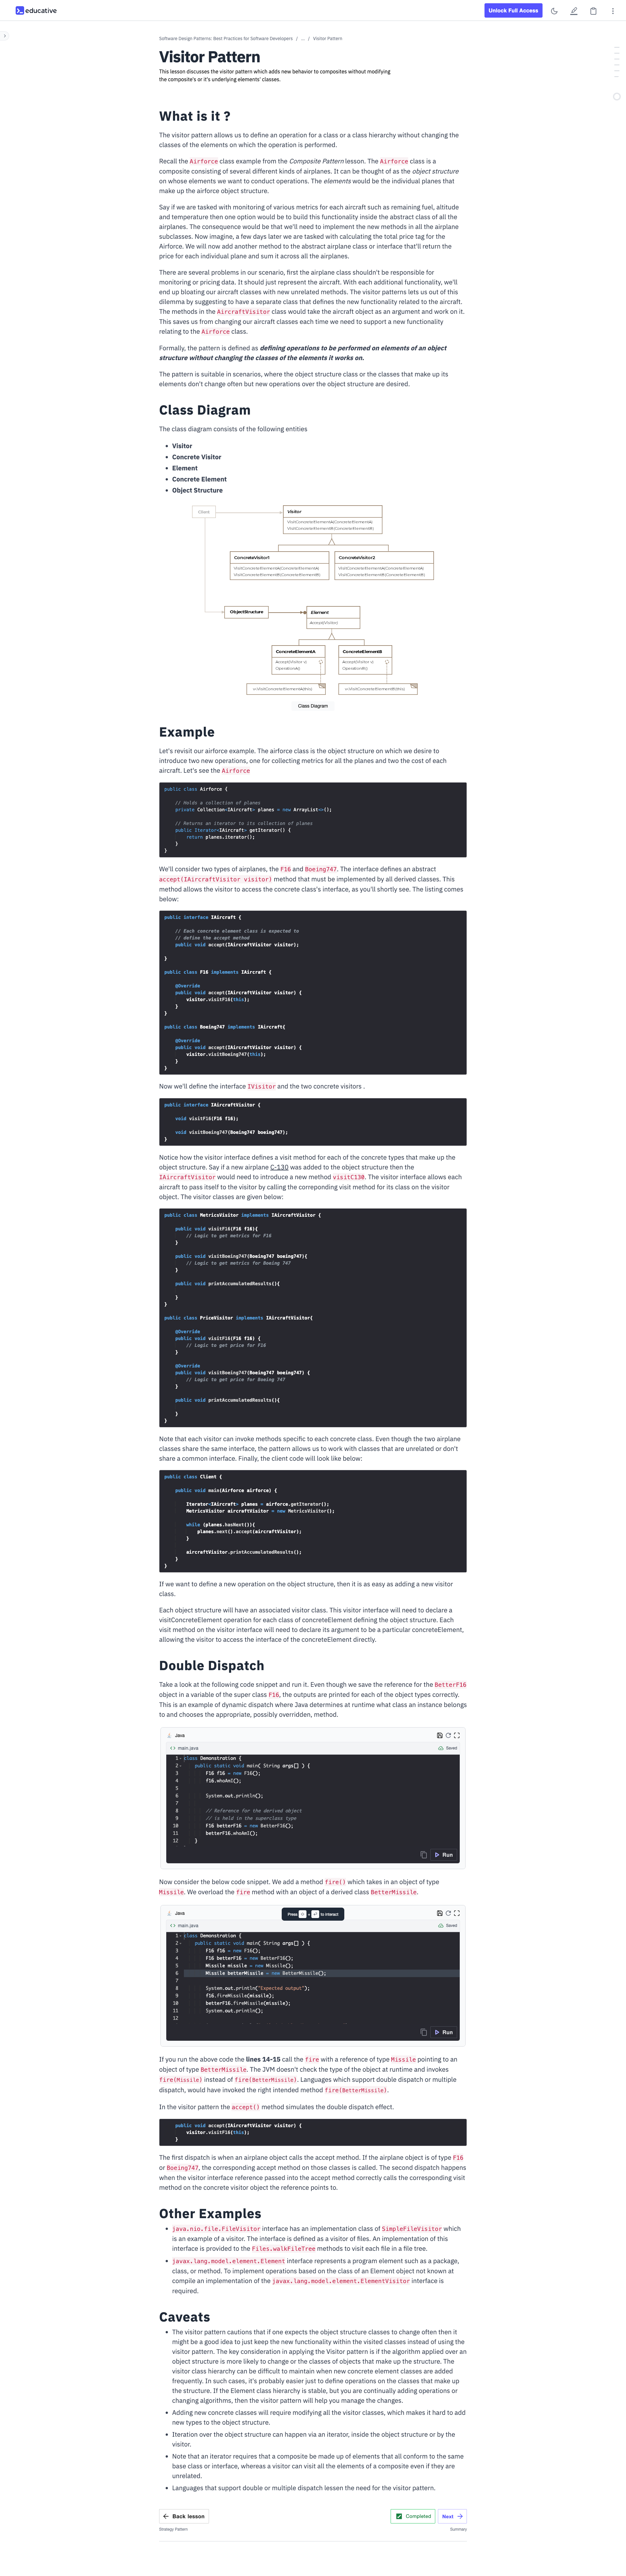 educative
Unlock Full Access
Software Design Patterns: Best Practices for Software Developers / ... / Visitor Pattern
Visitor Pattern
This lesson discusses the visitor pattern which adds new behavior to composites without modifying
the composite's or it's underlying elements' classes.
What is it ?
The visitor pattern allows us to define an operation for a class or a class hierarchy without changing the
classes of the elements on which the operation is performed.
Recall the Airforce class example from the Composite Pattern lesson. The Airforce class is a
composite consisting of several different kinds of airplanes. It can be thought of as the object structure
on whose elements we want to conduct operations. The elements would be the individual planes that
make up the airforce object structure.
Say if we are tasked with monitoring of various metrics for each aircraft such as remaining fuel, altitude
and temperature then one option would be to build this functionality inside the abstract class of all the
airplanes. The consequence would be that we'll need to implement the new methods in all the airplane
subclasses. Now imagine, a few days later we are tasked with calculating the total price tag for the
Airforce. We will now add another method to the abstract airplane class or interface that'll return the
price for each individual plane and sum it across all the airplanes.
There are several problems in our scenario, first the airplane class shouldn't be responsible for
monitoring or pricing data. It should just represent the aircraft. With each additional functionality, we'll
end up bloating our aircraft classes with new unrelated methods. The visitor patterns lets us out of this
dilemma by suggesting to have a separate class that defines the new functionality related to the aircraft.
The methods in the AircraftVisitor class would take the aircraft object as an argument and work on it.
This saves us from changing our aircraft classes each time we need to support a new functionality
relating to the Airforce class.
Formally, the pattern is defined as defining operations to be performed on elements of an object
structure without changing the classes of the elements it works on.
The pattern is suitable in scenarios, where the object structure class or the classes that make up its
elements don't change often but new operations over the object structure are desired.
Class Diagram
The class diagram consists of the following entities
• Visitor
• Concrete Visitor
• Element
• Concrete Element
• Object Structure
Client
Visitor
VisitConcreteElementA(ConcreteElementA)
VisitConcreteElementB(ConcreteElementB)
ConcreteVisitor1
ConcreteVisitor2
VisitConcreteElementA(ConcreteElementA)
VisitConcreteElementB(ConcreteElementB)
VisitConcreteElementA(ConcreteElementA)
VisitConcreteElementB(ConcreteElementB)
ObjectStructure
Element
Accept(Visitor)
ConcreteElementA
ConcreteElementB
Accept(Visitor v)
OperationA()
Accept(Visitor v)
OperationB()
v->VisitConcreteElementA(this)
v->VisitConcreteElementB(this)
Class Diagram
Example
Let's revisit our airforce example. The airforce class is the object structure on which we desire to
introduce two new operations, one for collecting metrics for all the planes and two the cost of each
aircraft. Let's see the Airforce
public class Airforce {
// Holds a collection of planes
private Collection<IAircraft> planes = new ArrayList<>();
// Returns an iterator to its collection of planes
public Iterator<IAircraft> getIterator() {
return planes.iterator();
}
}
We'll consider two types of airplanes, the F16 and Boeing747. The interface defines an abstract
accept(IAircraftVisitor visitor) method that must be implemented by all derived classes. This
method allows the visitor to access the concrete class's interface, as you'll shortly see. The listing comes
below:
public interface IAircraft {
// Each concrete element class is expected to
// define the accept method
public void accept(IAircraftVisitor visitor);
}
public class F16 implements IAircraft {
@Override
public void accept(IAircraftVisitor visitor) {
visitor.visitF16(this);
}
}
public class Boeing747 implements IAircraft{
@Override
public void accept(IAircraftVisitor visitor) {
visitor.visitBoeing747(this);
}
}
Now we'll define the interface IVisitor and the two concrete visitors .
public interface IAircraftVisitor {
void visitF16(F16 f16);
void visitBoeing747(Boeing747 boeing747);
}
Notice how the visitor interface defines a visit method for each of the concrete types that make up the
object structure. Say if a new airplane C-130 was added to the object structure then the
IAircraftVisitor would need to introduce a new method visitC130. The visitor interface allows each
aircraft to pass itself to the visitor by calling the correponding visit method for its class on the visitor
object. The visitor classes are given below:
public class MetricsVisitor implements IAircraftVisitor {
public void visitF16(F16 f16){
// Logic to get metrics for F16
}
public void visitBoeing747(Boeing747 boeing747){
// Logic to get metrics for Boeing 747
}
public void printAccumulatedResults(){
}
}
public class PriceVisitor implements IAircraftVisitor{
@Override
public void visitF16(F16 f16) {
// Logic to get price for F16
}
@Override
public void visitBoeing747(Boeing747 boeing747) {
// Logic to get price for Boeing 747
}
public void printAccumulatedResults(){
}
}
Note that each visitor can invoke methods specific to each concrete class. Even though the two airplane
classes share the same interface, the pattern allows us to work with classes that are unrelated or don't
share a common interface. Finally, the client code will look like below:
public class Client {
public void main(Airforce airforce) {
Iterator<IAircraft> planes = airforce.getIterator();
MetricsVisitor aircraftVisitor = new MetricsVisitor();
while (planes.hasNext()){
planes.next().accept(aircraftVisitor);
}
aircraftVisitor.printAccumulatedResults();
}
}
If we want to define a new operation on the object structure, then it is as easy as adding a new visitor
class.
Each object structure will have an associated visitor class. This visitor interface will need to declare a
visitConcreteElement operation for each class of concreteElement defining the object structure. Each
visit method on the visitor interface will need to declare its argument to be a particular concreteElement,
allowing the visitor to access the interface of the concreteElement directly.
Double Dispatch
Take a look at the following code snippet and run it. Even though we save the reference for the BetterF16
object in a variable of the super class F16, the outputs are printed for each of the object types correctly.
This is an example of dynamic dispatch where Java determines at runtime what class an instance belongs
to and chooses the appropriate, possibly overridden, method.
Java
main.java
Saved
1 class Demonstration {
2 public static void main( String args[] ) {
3 F16 f16 = new F16();
4 f16.whoAmI();
5
6 System.out.println();
7
8 // Reference for the derived object
9 // is held in the superclass type
10 F16 betterF16 = new BetterF16();
11 betterF16.whoAmI();
12 }
Run
Now consider the below code snippet. We add a method fire() which takes in an object of type
Missile. We overload the fire method with an object of a derived class BetterMissile.
Java
Press + to interact
main.java
Saved
1 class Demonstration {
2 public static void main( String args[] ) {
3 F16 f16 = new F16();
4 F16 betterF16 = new BetterF16();
5 Missile missile = new Missile();
6 Missile betterMissile = new BetterMissile();
7
8 System.out.println("Expected output");
9 f16.fireMissile(missile);
10 betterF16.fireMissile(missile);
11 System.out.println();
12
Run
If you run the above code the lines 14-15 call the fire with a reference of type Missile pointing to an
object of type BetterMissile. The JVM doesn't check the type of the object at runtime and invokes
fire(Missile) instead of fire(BetterMissile). Languages which support double dispatch or multiple
dispatch, would have invoked the right intended method fire(BetterMissile).
In the visitor pattern the accept() method simulates the double dispatch effect.
public void accept(IAircraftVisitor visitor) {
visitor.visitF16(this);
}
The first dispatch is when an airplane object calls the accept method. If the airplane object is of type F16
or Boeing747, the corresponding accept method on those classes is called. The second dispatch happens
when the visitor interface reference passed into the accept method correctly calls the corresponding visit
method on the concrete visitor object the reference points to.
Other Examples
• java.nio.file.FileVisitor interface has an implementation class of SimpleFileVisitor which
is an example of a visitor. The interface is defined as a visitor of files. An implementation of this
interface is provided to the Files.walkFileTree methods to visit each file in a file tree.
• javax.lang.model.element.Element interface represents a program element such as a package,
class, or method. To implement operations based on the class of an Element object not known at
compile an implementation of the javax.lang.model.element.ElementVisitor interface is
required.
Caveats
• The visitor pattern cautions that if one expects the object structure classes to change often then it
might be a good idea to just keep the new functionality within the visited classes instead of using the
visitor pattern. The key consideration in applying the Visitor pattern is if the algorithm applied over an
object structure is more likely to change or the classes of objects that make up the structure. The
visitor class hierarchy can be difficult to maintain when new concrete element classes are added
frequently. In such cases, it's probably easier just to define operations on the classes that make up
the structure. If the Element class hierarchy is stable, but you are continually adding operations or
changing algorithms, then the visitor pattern will help you manage the changes.
• Adding new concrete classes will require modifying all the visitor classes, which makes it hard to add
new types to the object structure.
• Iteration over the object structure can happen via an iterator, inside the object structure or by the
visitor.
• Note that an iterator requires that a composite be made up of elements that all conform to the same
base class or interface, whereas a visitor can visit all the elements of a composite even if they are
unrelated.
• Languages that support double or multiple dispatch lessen the need for the visitor pattern.
Back lesson
Completed
Next
Strategy Pattern
Summary